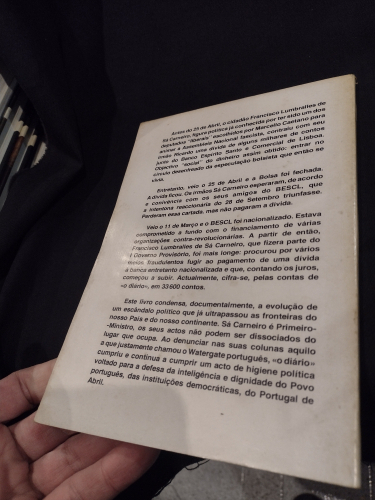 Antes do 25 de Abril, o cidadão Francisco Lumbralles de
Sá Carneiro, figura política já conhecida por ter sido um dos
deputados "liberais" escolhidos por Marcello Caetano para
animar a Assembleia Nacional fascista, contraiu com seu
irmão Ricardo uma dívida de alguns milhares de contos
junto do Banco Espírito Santo & Comercial de Lisboa.
Objectivo "social" do dinheiro assim obtido: entrar no
círculo desenfreado da especulação bolsista que então se
vivia.
Entretanto, veio o 25 de Abril e a Bolsa foi fechada.
A dívida ficou. Os irmãos Sá Carneiro esperaram, de acordo
e conivência com os seus amigos do BESCL, que
a intentona reaccionária do 28 de Setembro triunfasse.
Perderam essa cartada, mas não pagaram a dívida.
Veio o 11 de Março e o BESCL foi nacionalizado. Estava
comprometido a fundo com o financiamento de várias
organizações contra-revolucionárias. A partir de então,
Francisco Lumbralles de Sá Carneiro, que fizera parte do
I Governo Provisório, foi mais longe: procurou por vários
meios fraudulentos fugir ao pagamento de uma dívida
à banca entretanto nacionalizada e que, contando os juros,
começou a subir. Actualmente, cifra-se, pelas contas de
«o diário», em 33600 contos.
Este livro condensa, documentalmente, a evolução de
um escândalo político que já ultrapassou as fronteiras do
nosso País e do nosso continente. Sá Carneiro é Primeiro-
-Ministro, os seus actos não podem ser dissociados do
lugar que ocupa. Ao denunciar nas suas colunas aquilo
a que justamente chamou o Watergate português, «o diário»
cumpriu e continua a cumprir um acto de higiene política
voltado para a defesa da inteligência e dignidade do Povo
português, das instituições democráticas, do Portugal de
Abril.